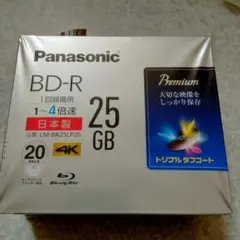 Panasonic
BD-R
1回録画用
1～4倍速
日本製
25
GB
Premium
大切な映像を
しっかり保存
20
PACK
4K
Blu-ray Disc
トリプルタフコート